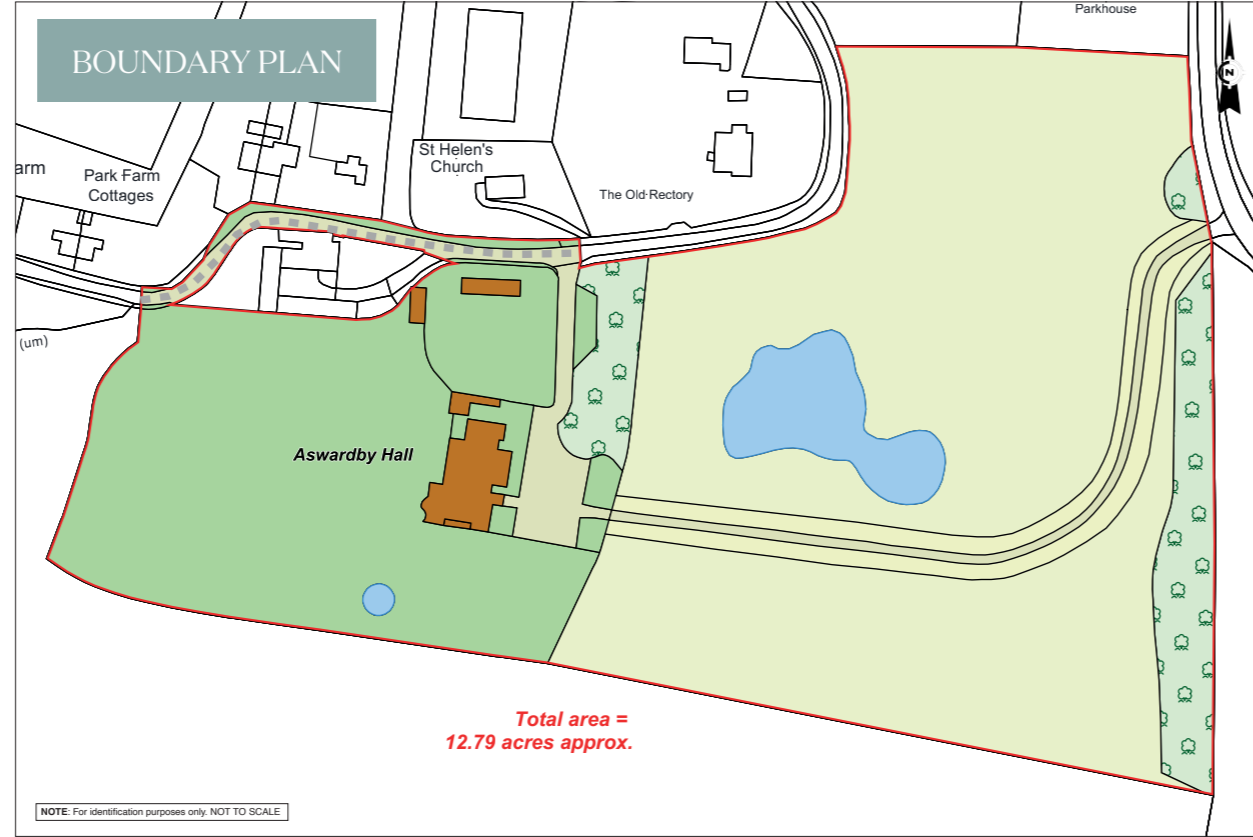 BOUNDARY PLAN
Parkhouse
N
St Helen's
Church
arm
Park Farm
Cottages
The Old Rectory
(um)
Aswardby Hall
Total area =
12.79 acres approx.
NOTE: For identification purposes only. NOT TO SCALE